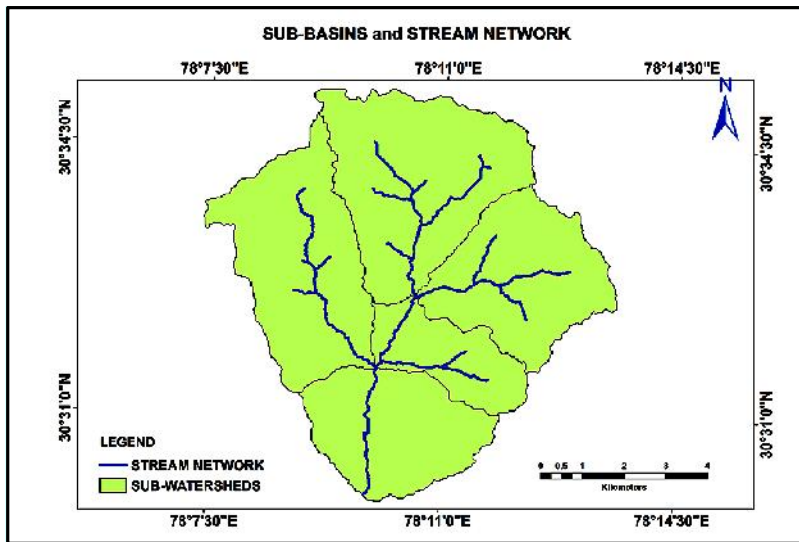 SUB-BASINS and STREAM NETWORK
78°7'30"E 78°11'0"E 78°14'30"E
N
30°34'30"N 30°34'30"N
30°31'0"N 30°31'0"N
LEGEND
STREAM NETWORK
SUB-WATERSHEDS
0 0.5 1 2 3 4
Kilometers
78°7'30"E 78°11'0"E 78°14'30"E